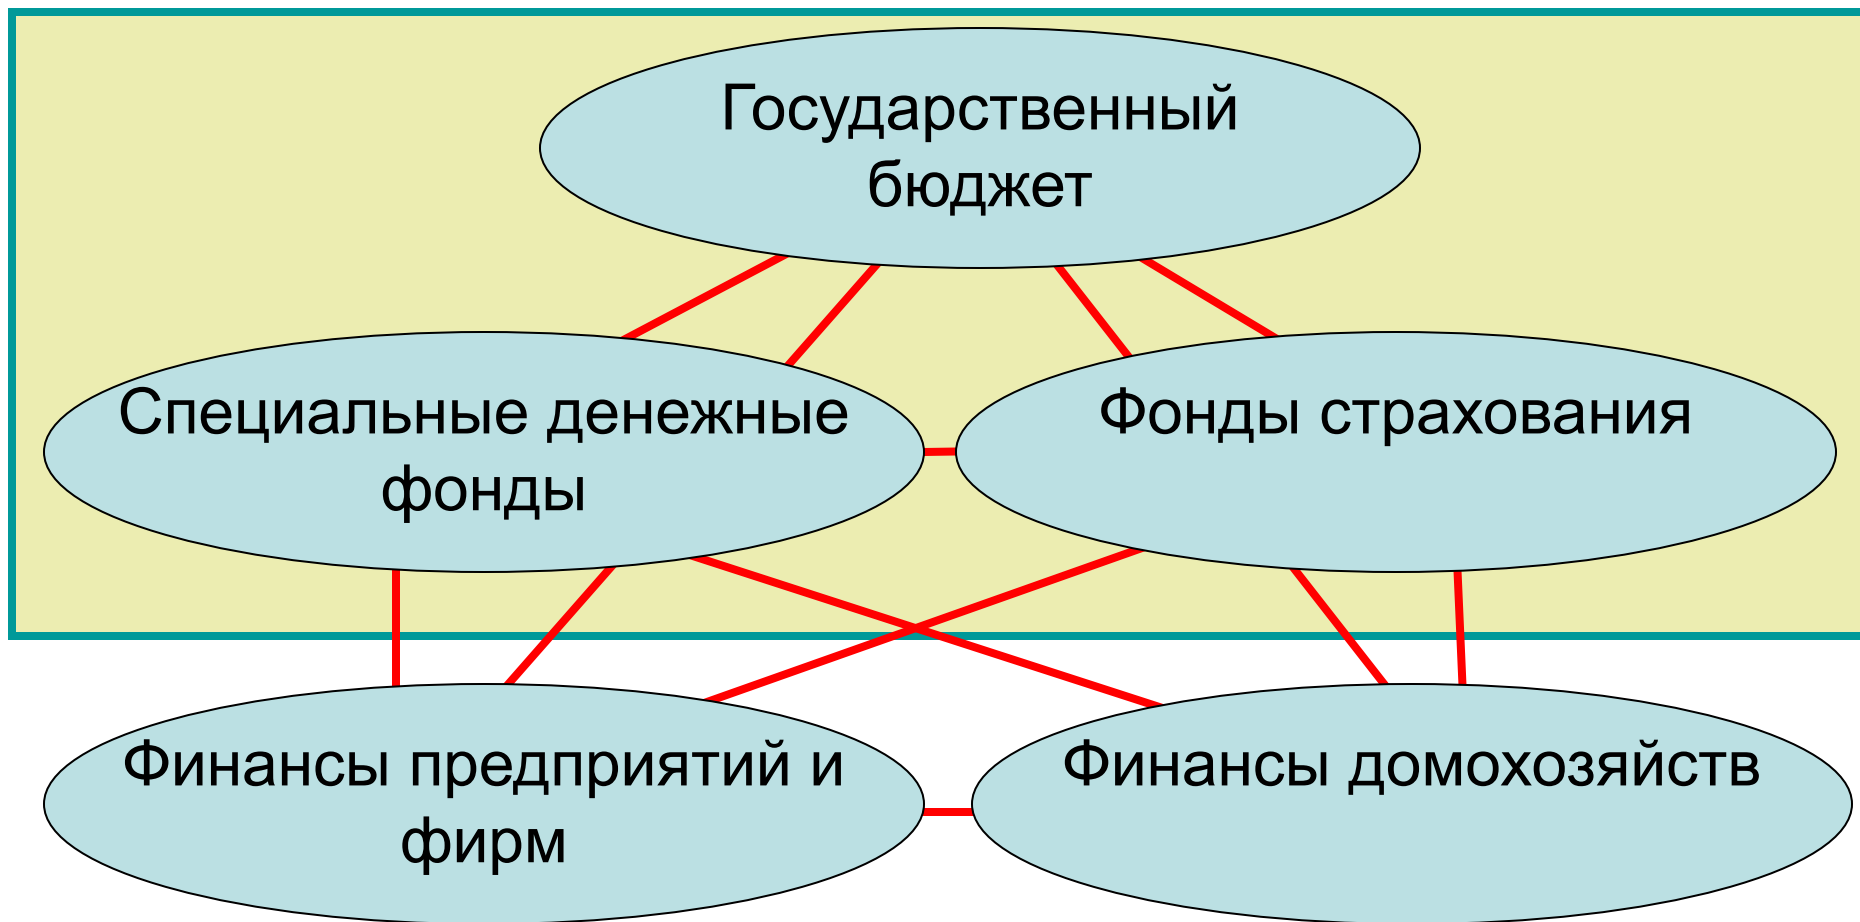 Государственный
бюджет
Специальные денежные
фонды
Фонды страхования
Финансы предприятий и
фирм
Финансы домохозяйств